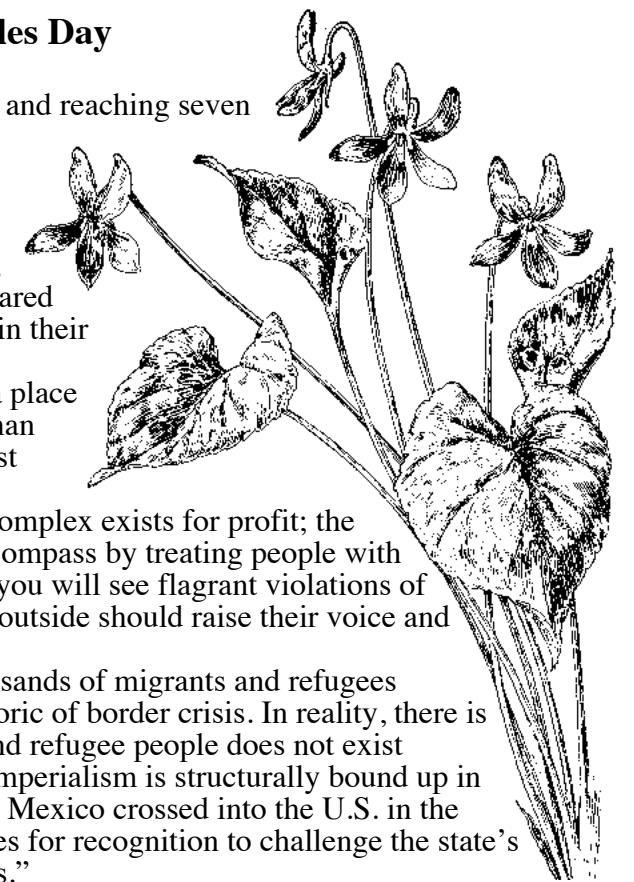 les Day
and reaching seven
ared
in their
place
nan
st
omplex exists for profit; the
ompass by treating people with
you will see flagrant violations of
outside should raise their voice and
sands of migrants and refugees
oric of border crisis. In reality, there is
nd refugee people does not exist
mperialism is structurally bound up in
Mexico crossed into the U.S. in the
es for recognition to challenge the state’s
s.”